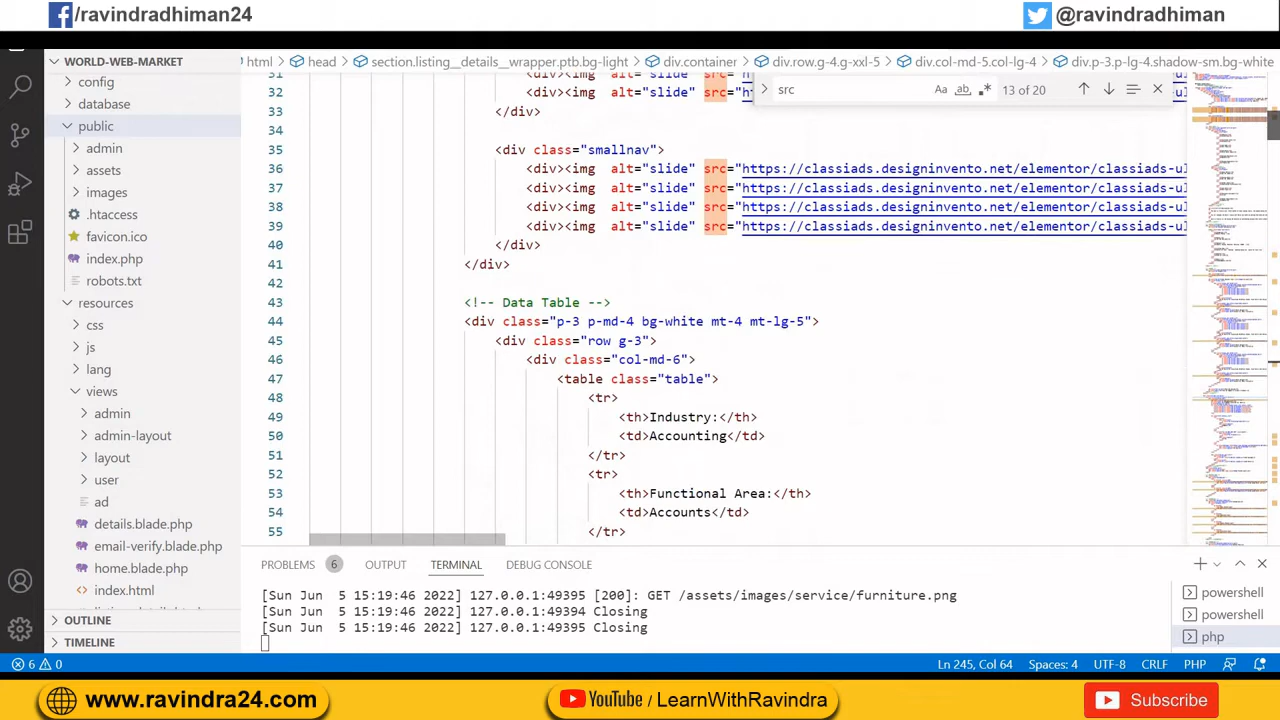 /ravindradhiman24
@ravindradhiman
WORLD-WEB-MARKET
html > head > section.listing__details__wrapper.ptb.bg-light > div.container > div.row.g-4.g-xxl-5 > div.col-md-5.col-lg-4 > div.p-3.p-lg-4.shadow-sm.bg-white
config
database
public
admin
assets
images
.htaccess
favicon.ico
index.php
robots.txt
resources
css
js
lang
views
admin
admin-layout
layout
user
ad
details.blade.php
email-verify.blade.php
home.blade.php
index.html
OUTLINE
TIMELINE
src
13 of 20
31 <div><img alt="slide" src="h
32 <div><img alt="slide" src="h
33 </div>
34
35 <div class="smallnav">
36 <div><img alt="slide" src="https://classiads.designinvento.net/elementor/classiads-ul
37 <div><img alt="slide" src="https://classiads.designinvento.net/elementor/classiads-ul
38 <div><img alt="slide" src="https://classiads.designinvento.net/elementor/classiads-ul
39 <div><img alt="slide" src="https://classiads.designinvento.net/elementor/classiads-ul
40 </div>
41 </div>
42
43 <!-- Data Table -->
44 <div class="p-3 p-md-4 bg-white mt-4 mt-lg-5">
45 <div class="row g-3">
46 <div class="col-md-6">
47 <table class="table">
48 <tr>
49 <th>Industry:</th>
50 <td>Accounting</td>
51 </tr>
52 <tr>
53 <th>Functional Area:</th>
54 <td>Accounts</td>
55 </tr>
PROBLEMS 6 OUTPUT TERMINAL DEBUG CONSOLE
[Sun Jun 5 15:19:46 2022] 127.0.0.1:49395 [200]: GET /assets/images/service/furniture.png
[Sun Jun 5 15:19:46 2022] 127.0.0.1:49394 Closing
[Sun Jun 5 15:19:46 2022] 127.0.0.1:49395 Closing
powershell
powershell
php
6 0
Ln 245, Col 64 Spaces: 4 UTF-8 CRLF PHP
www.ravindra24.com
YouTube / LearnWithRavindra
Subscribe